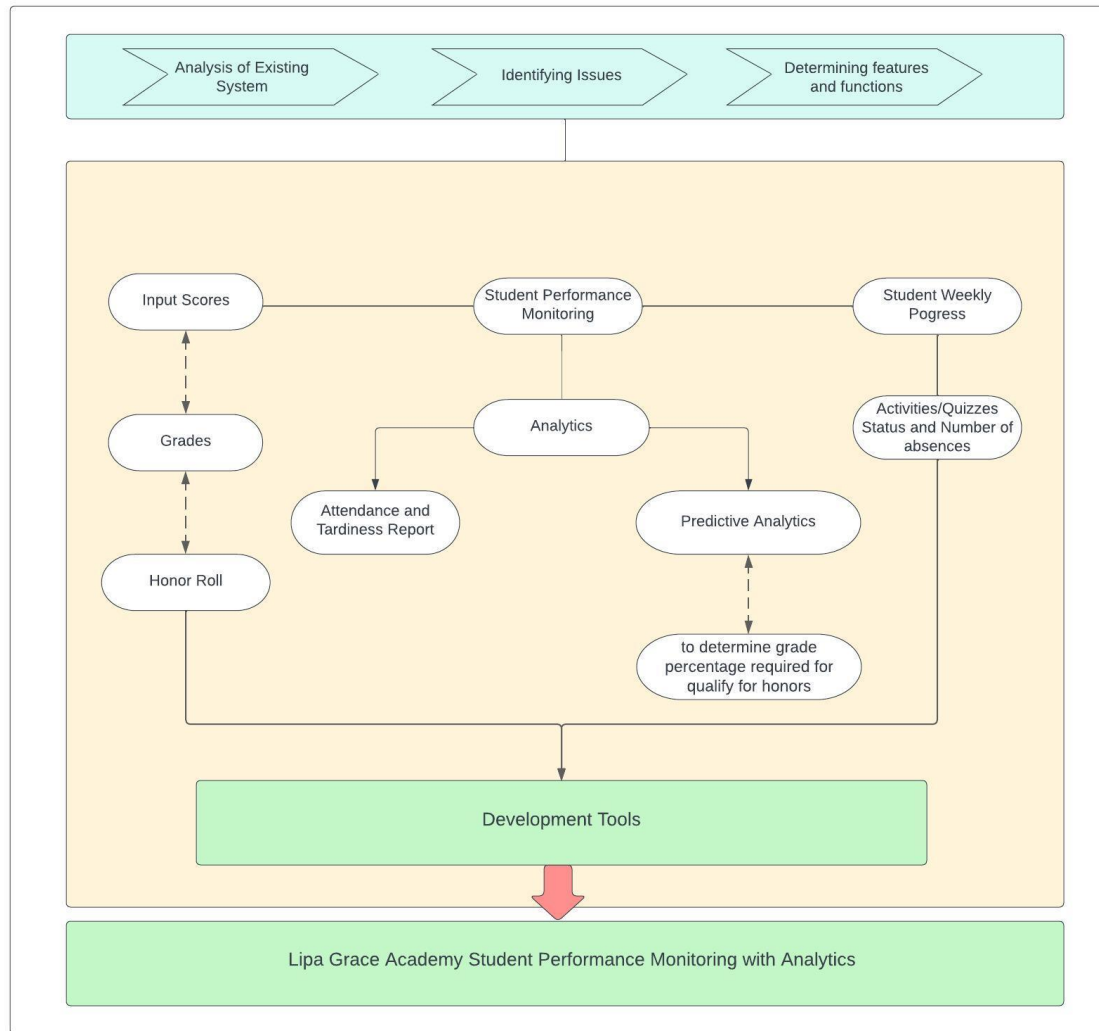 Analysis of Existing
System
Identifying Issues
Determining features
and functions
Input Scores
Student Performance
Monitoring
Student Weekly
Pogress
Grades
Analytics
Activities/Quizzes
Status and Number of
absences
Attendance and
Tardiness Report
Predictive Analytics
Honor Roll
to determine grade
percentage required for
qualify for honors
Development Tools
Lipa Grace Academy Student Performance Monitoring with Analytics